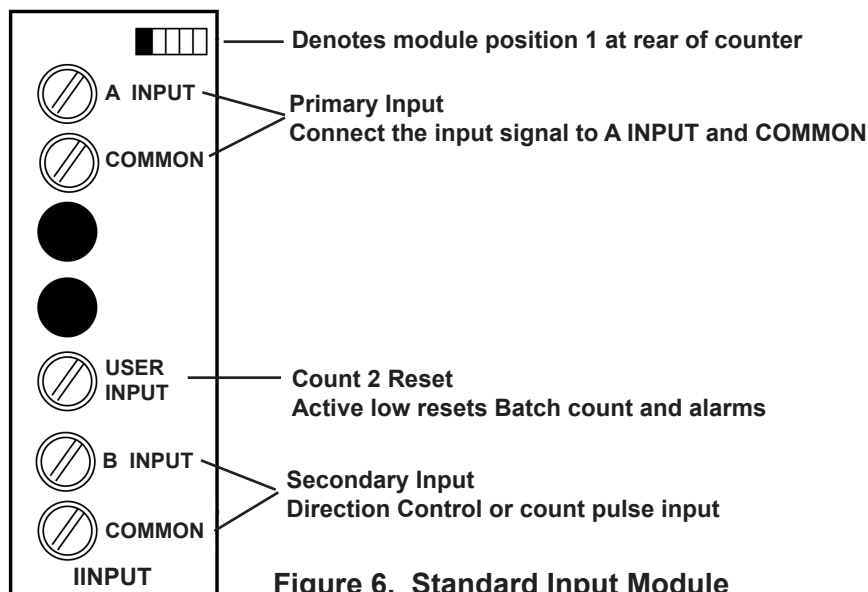 Denotes module position 1 at rear of counter
A INPUT
COMMON
Primary Input
Connect the input signal to A INPUT and COMMON
USER
INPUT
Count 2 Reset
Active low resets Batch count and alarms
B INPUT
COMMON
Secondary Input
Direction Control or count pulse input
IINPUT
Figure 6. Standard Input Module